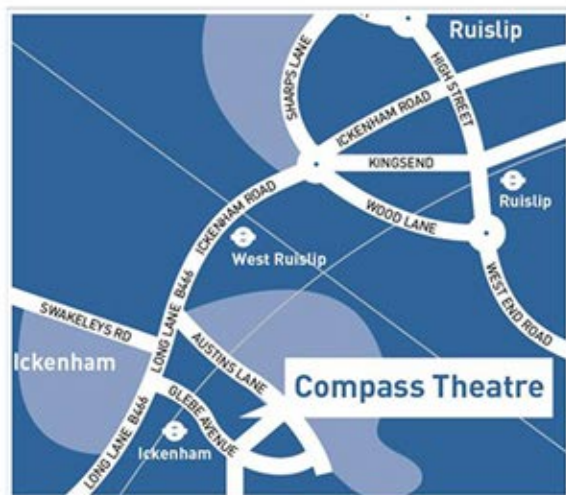 Ruislip
SHARPS LANE
HIGH STREET
ICKENHAM ROAD
KINGSEND
Ruislip
WOOD LANE
ICKENHAM ROAD
West Ruislip
WEST END ROAD
LONG LANE B466
SWAKELEYS RD
Ickenham
AUSTINS LANE
Compass Theatre
GLEBE AVENUE
LONG LANE B466
Ickenham